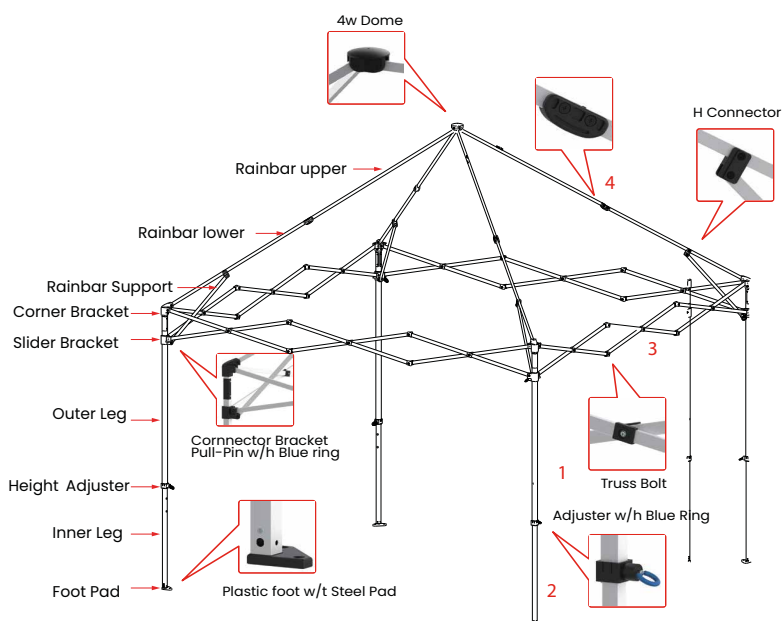 4w Dome
H Connector
Rainbar upper
4
Rainbar lower
Rainbar Support
Corner Bracket
Slider Bracket
3
Outer Leg
Cornnector Bracket
Pull-Pin w/h Blue ring
Truss Bolt
1
Height Adjuster
Adjuster w/h Blue Ring
Inner Leg
Foot Pad
Plastic foot w/t Steel Pad
2